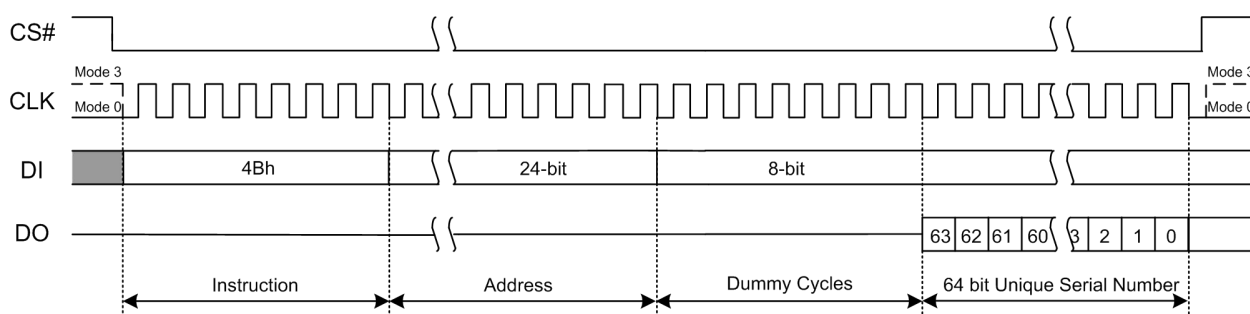 CS#
Mode 3
Mode 3
CLK
Mode 0
Mode 0
DI
4Bh
24-bit
8-bit
DO
63 62 61 60 3 2 1 0
Instruction
Address
Dummy Cycles
64 bit Unique Serial Number